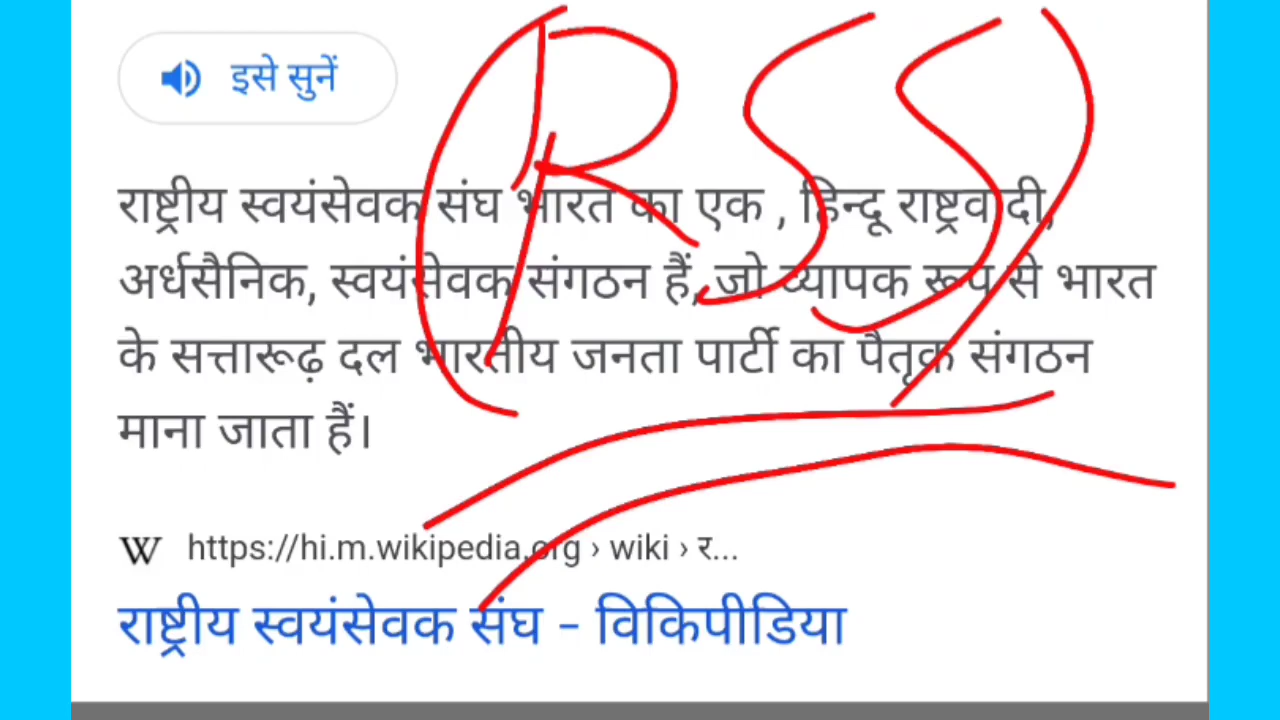 इसे सुनें
(RSS)
राष्ट्रीय स्वयंसेवक संघ भारत का एक , हिन्दू राष्ट्रवादी,
अर्धसैनिक, स्वयंसेवक संगठन हैं, जो व्यापक रूप से भारत
के सत्तारूढ़ दल भारतीय जनता पार्टी का पैतृक संगठन
माना जाता हैं।
W https://hi.m.wikipedia.org › wiki › र...
राष्ट्रीय स्वयंसेवक संघ - विकिपीडिया